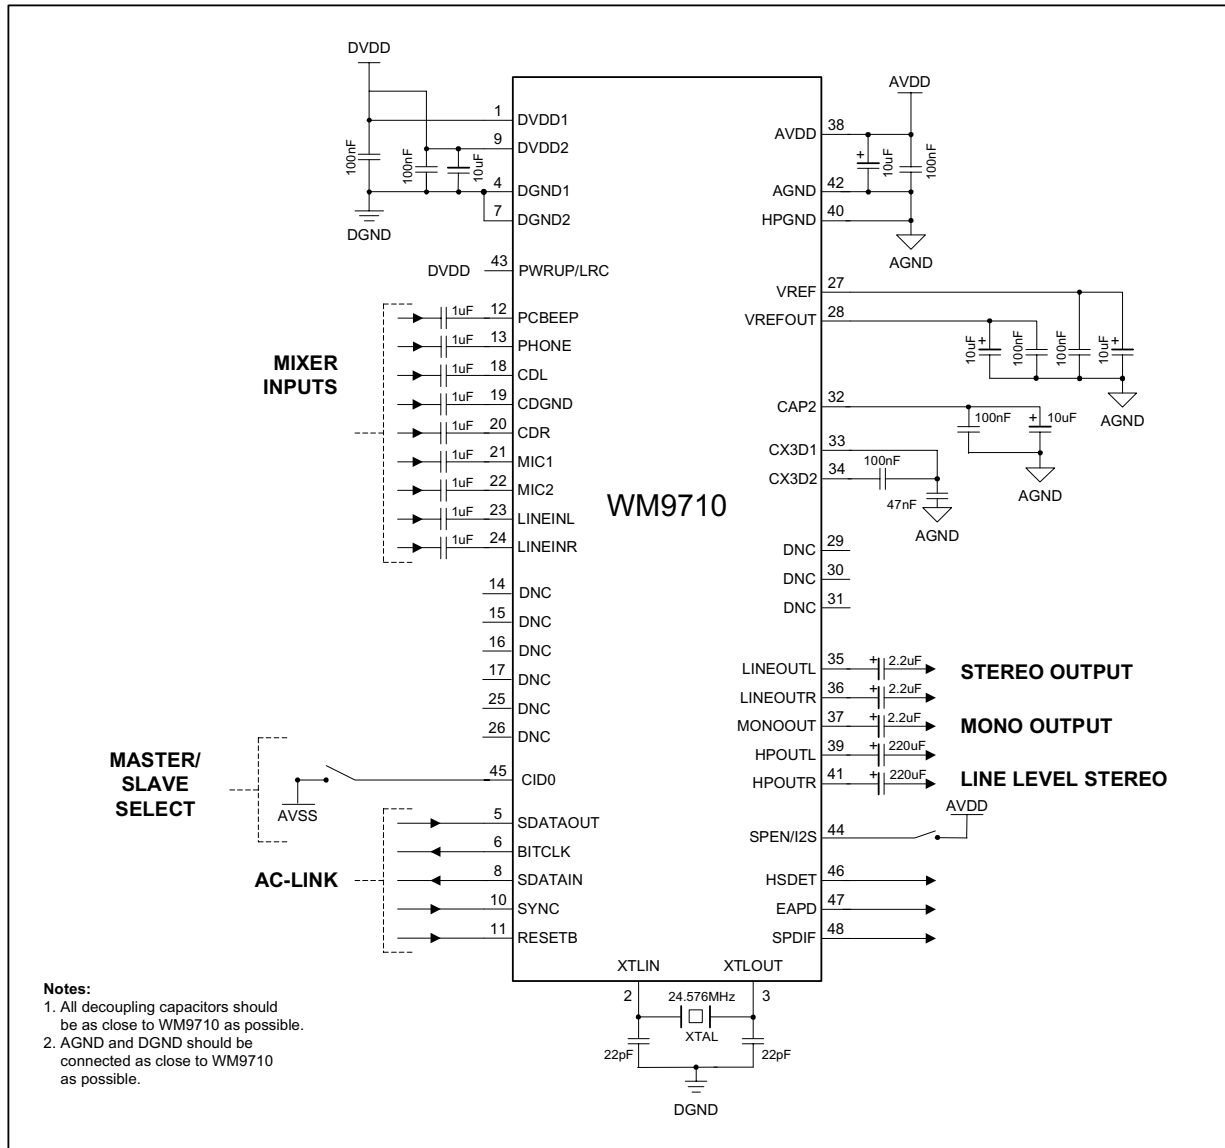 DVDD
1 DVDD1
9 DVDD2
100nF
100nF
10uF
4 DGND1
7 DGND2
DGND
DVDD 43 PWRUP/LRC
MIXER
INPUTS
1uF 12 PCBEEP
1uF 13 PHONE
1uF 18 CDL
1uF 19 CDGND
1uF 20 CDR
1uF 21 MIC1
1uF 22 MIC2
1uF 23 LINEINL
1uF 24 LINEINR
14 DNC
15 DNC
16 DNC
17 DNC
25 DNC
26 DNC
MASTER/
SLAVE
SELECT
45 CID0
AVSS
AC-LINK
5 SDATAOUT
6 BITCLK
8 SDATAIN
10 SYNC
11 RESETB
WM9710
AVDD
AVDD 38
+
10uF
100nF
AGND 42
HPGND 40
AGND
VREF 27
VREFOUT 28
10uF +
100nF
100nF
10uF +
AGND
CAP2 32
100nF
+ 10uF
AGND
CX3D1 33
CX3D2 34
100nF
47nF
AGND
DNC 29
DNC 30
DNC 31
LINEOUTL 35 + 2.2uF
STEREO OUTPUT
LINEOUTR 36 + 2.2uF
MONOOUT 37 + 2.2uF MONO OUTPUT
HPOUTL 39 + 220uF
HPOUTR 41 + 220uF LINE LEVEL STEREO
AVDD
SPEN/I2S 44
HSDET 46
EAPD 47
SPDIF 48
XTLIN XTLOUT
2 24.576MHz 3
XTAL
22pF 22pF
DGND
Notes:
1. All decoupling capacitors should
be as close to WM9710 as possible.
2. AGND and DGND should be
connected as close to WM9710
as possible.